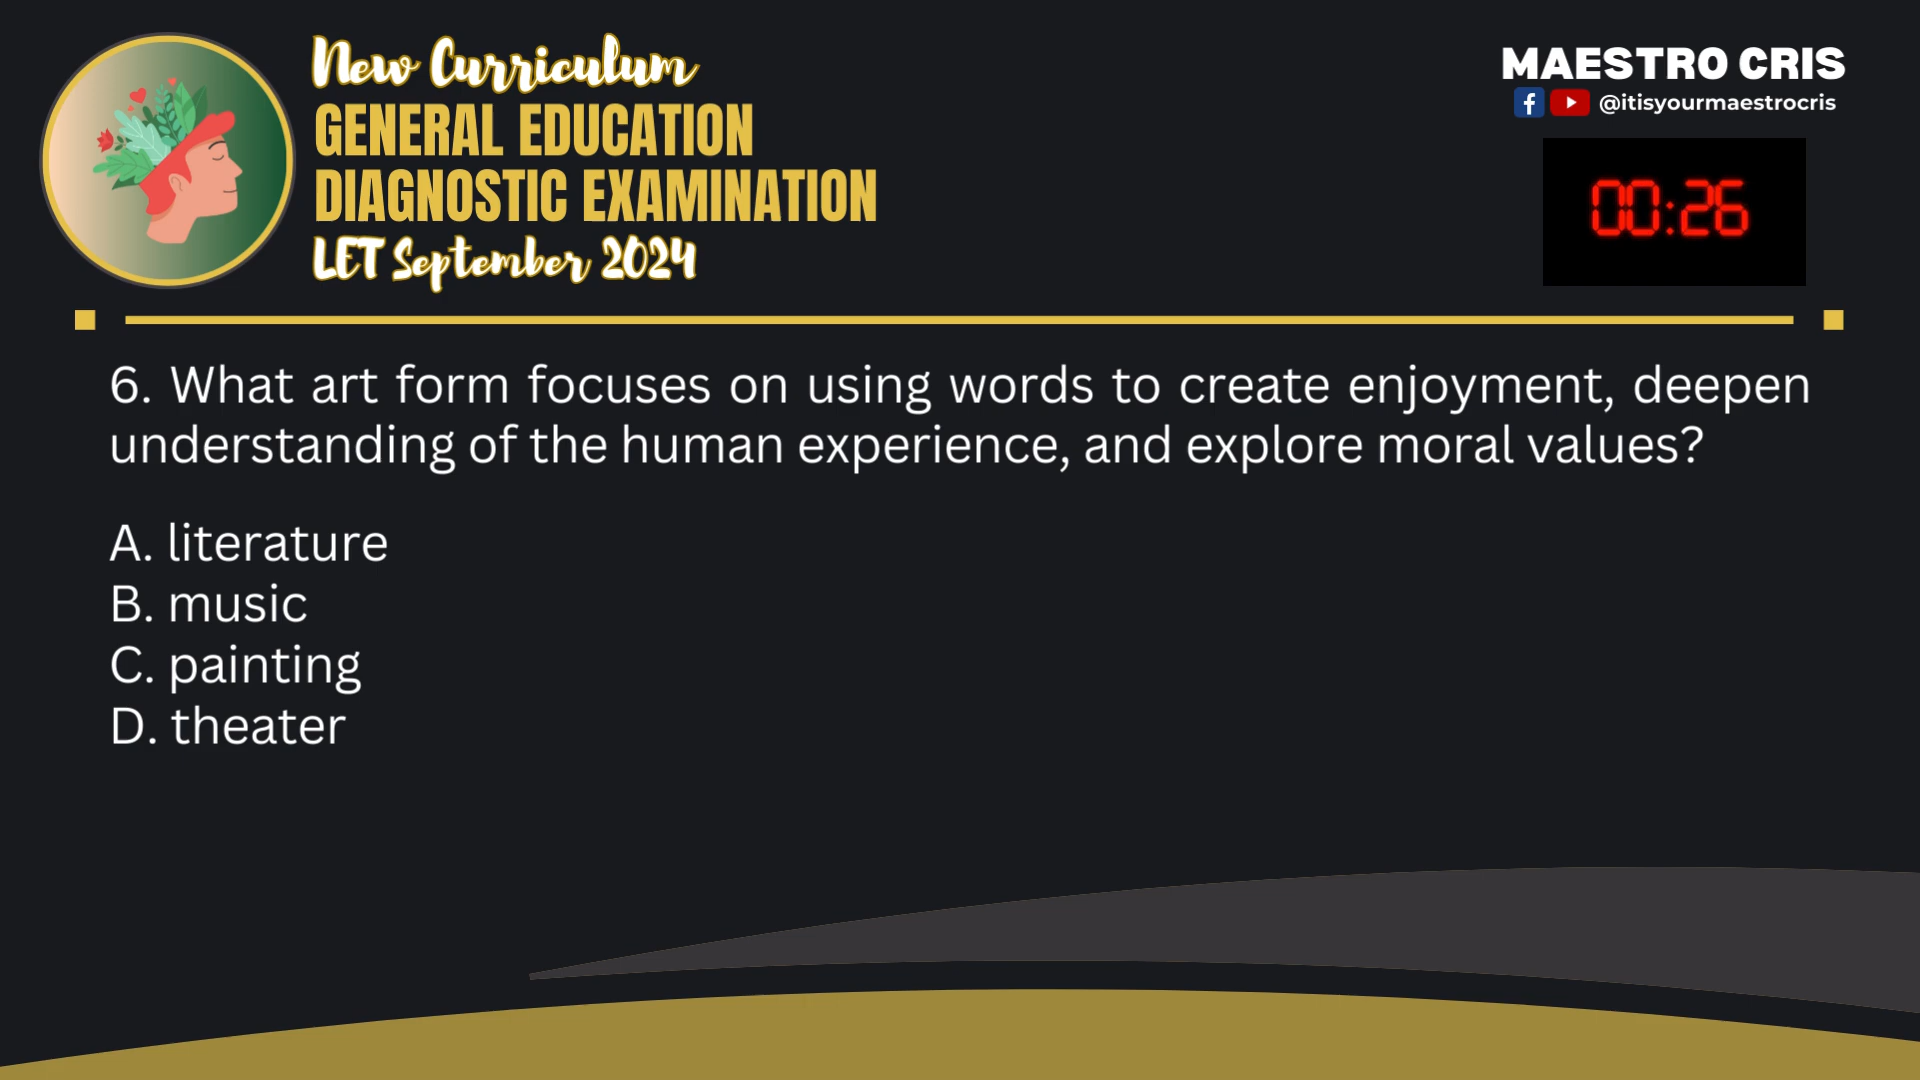 New Curriculum
GENERAL EDUCATION
DIAGNOSTIC EXAMINATION
LET September 2024
MAESTRO CRIS
@itisyourmaestrocris
00:26
6. What art form focuses on using words to create enjoyment, deepen
understanding of the human experience, and explore moral values?
A. literature
B. music
C. painting
D. theater